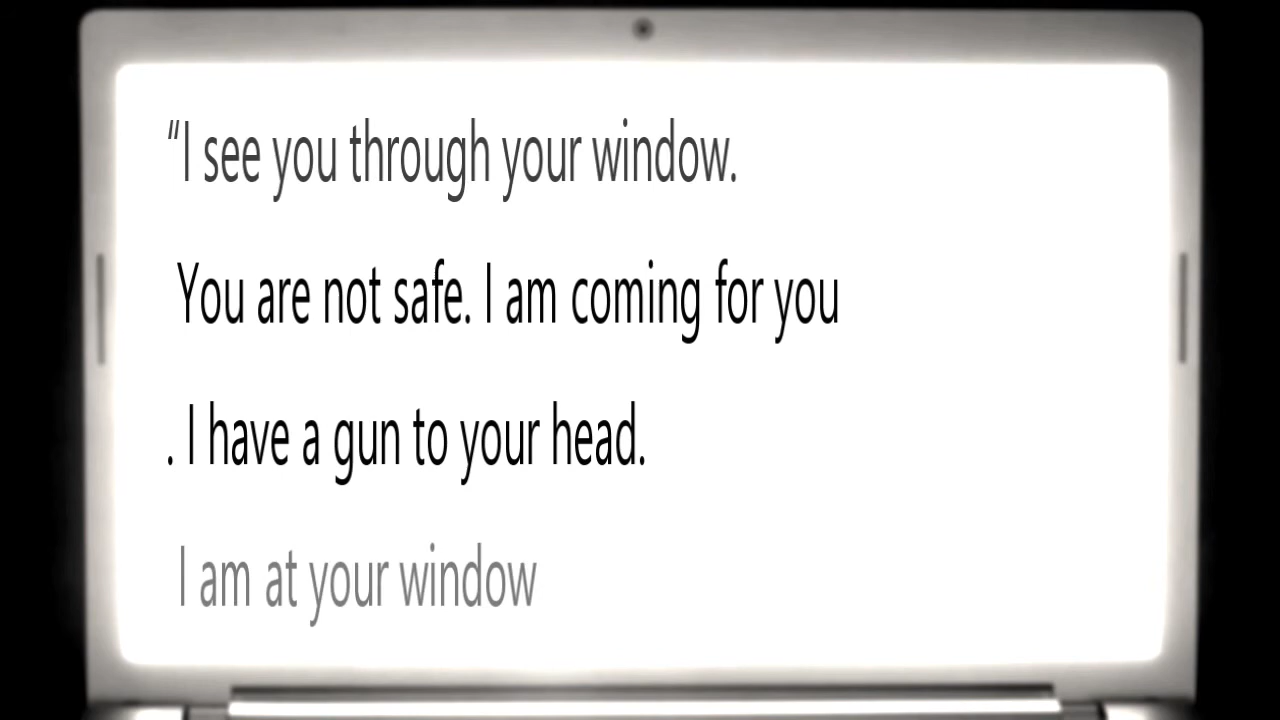 “I see you through your window.
You are not safe. I am coming for you
. I have a gun to your head.
I am at your window